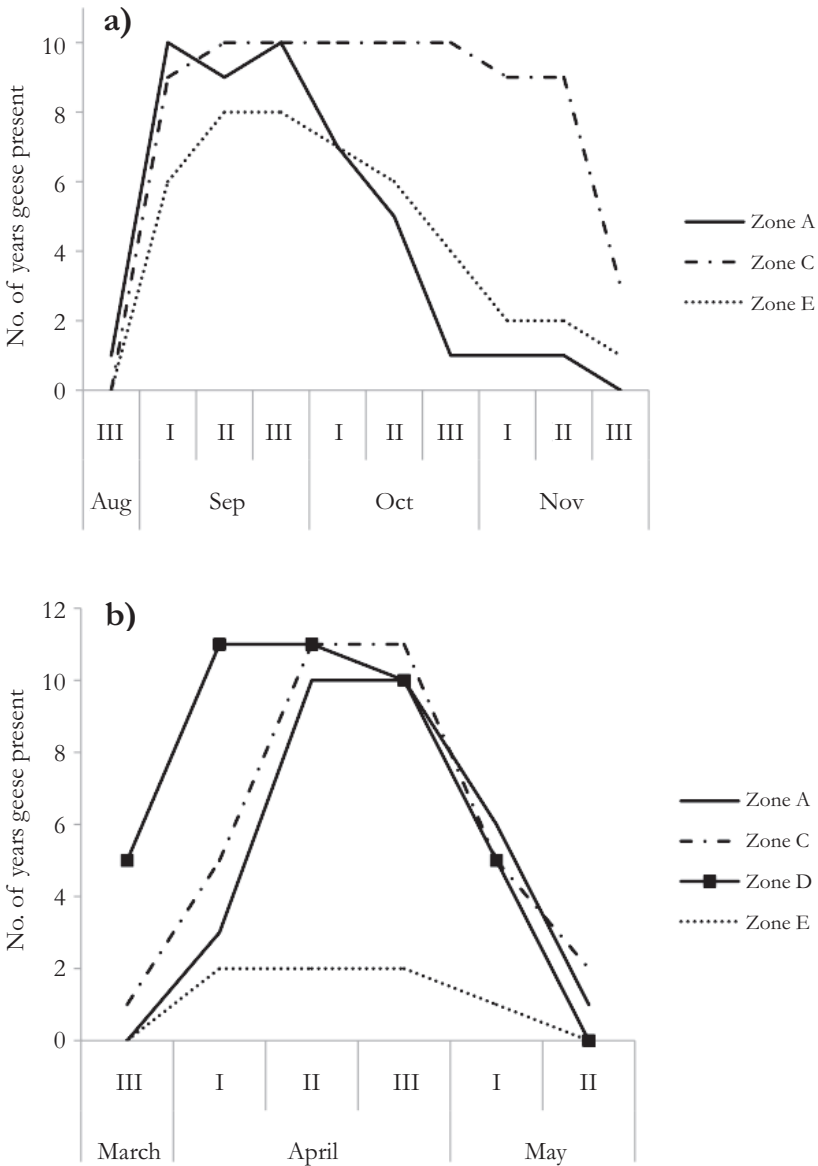 a)
No. of years geese present
10
8
6
4
2
0
III I II III I II III I II III
Aug Sep Oct Nov
Zone A
Zone C
Zone E
b)
No. of years geese present
12
10
8
6
4
2
0
III I II III I II
March April May
Zone A
Zone C
Zone D
Zone E